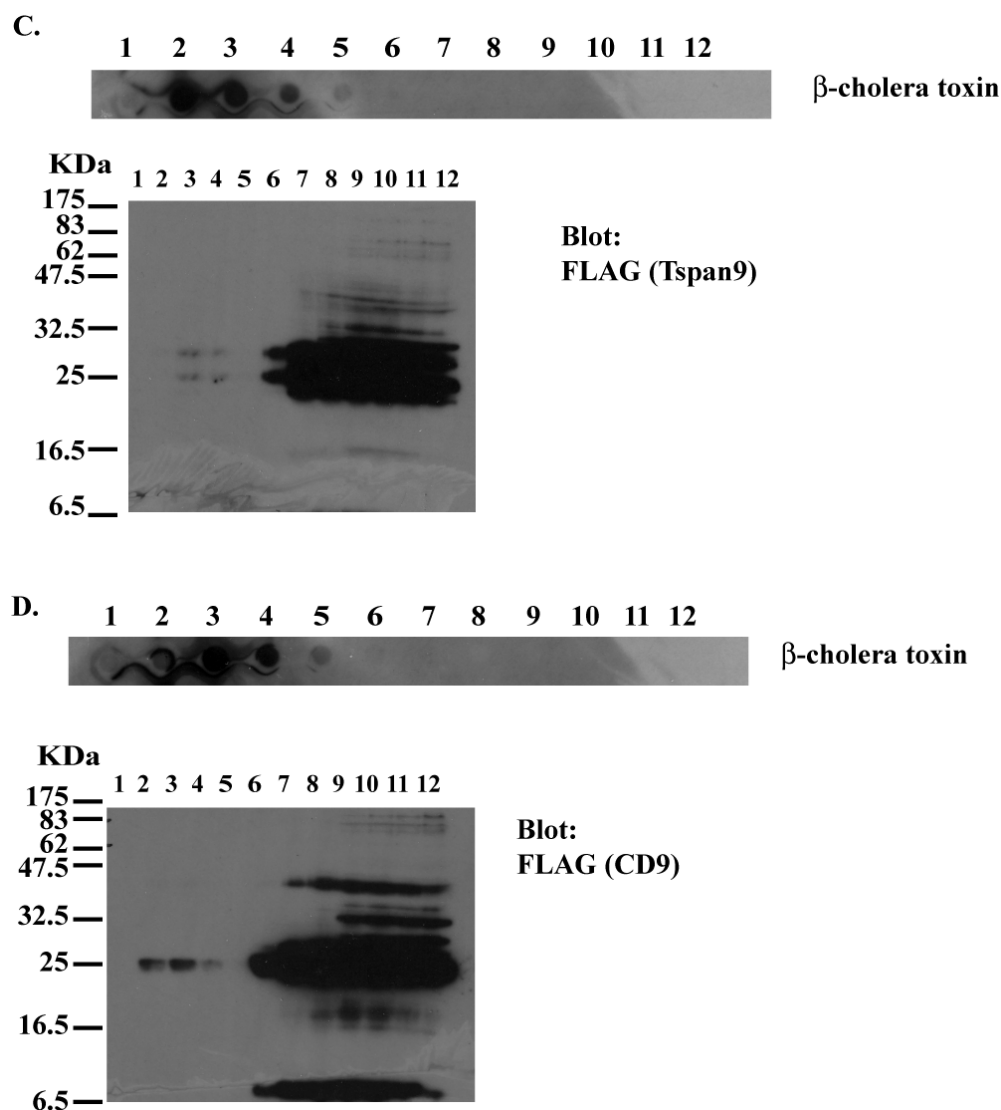 C.
1 2 3 4 5 6 7 8 9 10 11 12
β-cholera toxin
KDa
1 2 3 4 5 6 7 8 9 10 11 12
175
83
62
47.5
32.5
25
16.5
6.5
Blot:
FLAG (Tspan9)
D.
1 2 3 4 5 6 7 8 9 10 11 12
β-cholera toxin
KDa
1 2 3 4 5 6 7 8 9 10 11 12
175
83
62
47.5
32.5
25
16.5
6.5
Blot:
FLAG (CD9)